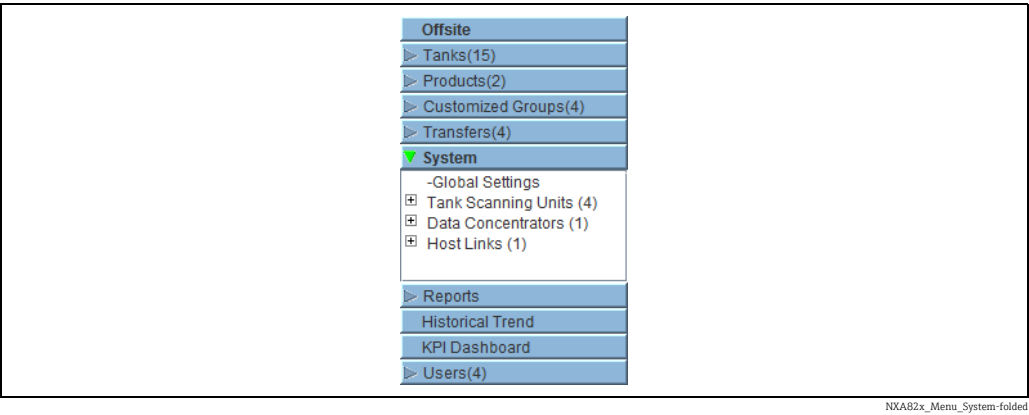 Offsite
Tanks(15)
Products(2)
Customized Groups(4)
Transfers(4)
System
-Global Settings
Tank Scanning Units (4)
Data Concentrators (1)
Host Links (1)
Reports
Historical Trend
KPI Dashboard
Users(4)
NXA82x_Menu_System-folded